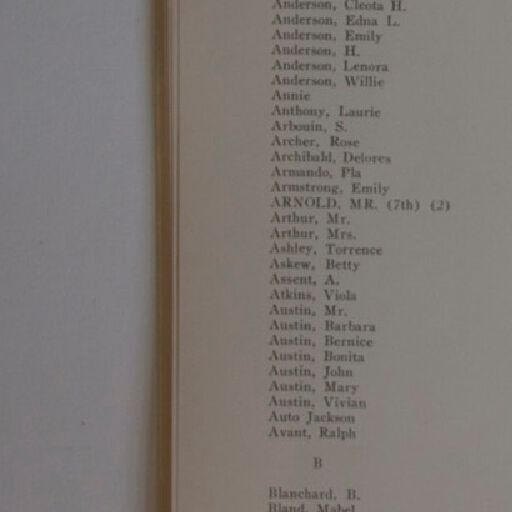 Anderson, Cleota H.
Anderson, Edna L.
Anderson, Emily
Anderson, H.
Anderson, Lenora
Anderson, Willie
Annie
Anthony, Laurie
Arbouin, S.
Archer, Rose
Archibald, Delores
Armando, Pla
Armstrong, Emily
ARNOLD, MR. (7th) (2)
Arthur, Mr.
Arthur, Mrs.
Ashley, Torrence
Askew, Betty
Assent, A.
Atkins, Viola
Austin, Mr.
Austin, Barbara
Austin, Bernice
Austin, Bonita
Austin, John
Austin, Mary
Austin, Vivian
Auto Jackson
Avant, Ralph
B
Blanchard, B.
Bland, Mabel